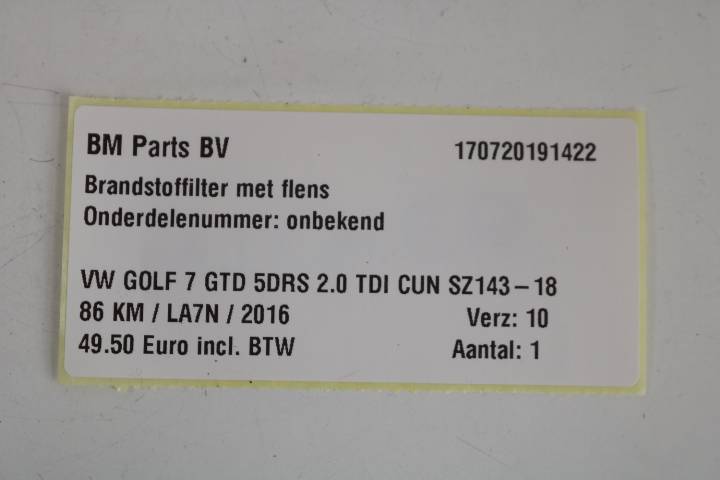 BM Parts BV 170720191422
Brandstoffilter met flens
Onderdelenummer: onbekend
VW GOLF 7 GTD 5DRS 2.0 TDI CUN SZ143-18
86 KM / LA7N / 2016 Verz: 10
49.50 Euro incl. BTW Aantal: 1